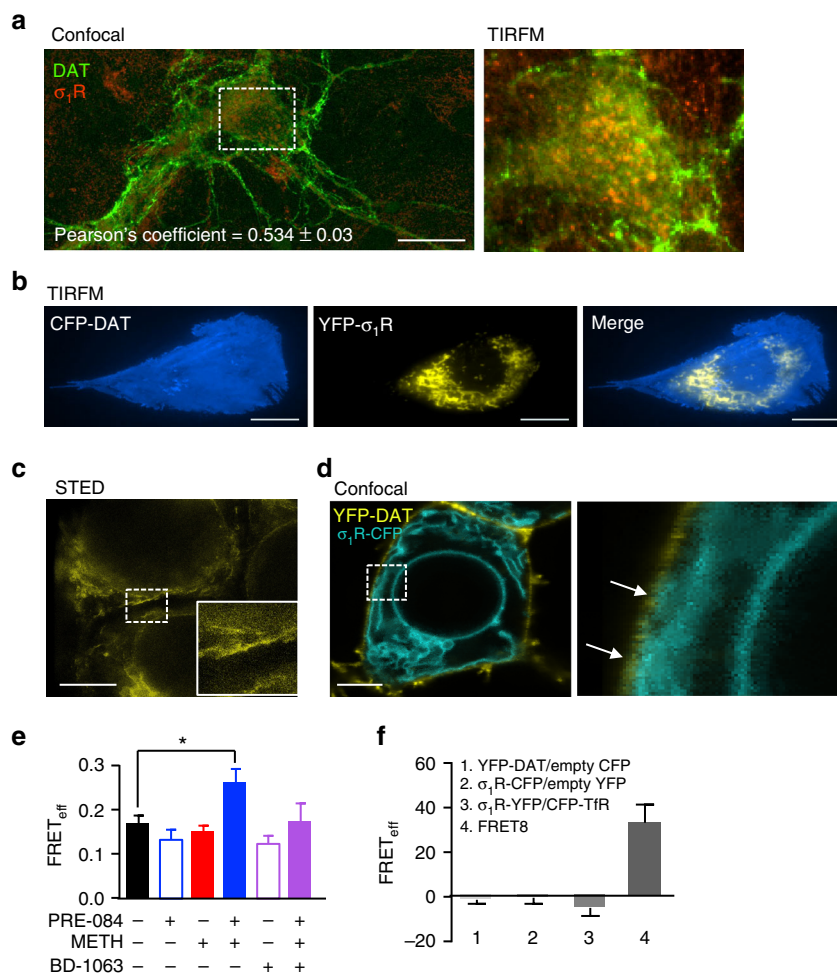 a
Confocal
TIRFM
DAT
σ₁R
Pearson's coefficient = 0.534 ± 0.03
b
TIRFM
CFP-DAT
YFP-σ₁R
Merge
c
STED
d
Confocal
YFP-DAT
σ₁R-CFP
e
*
0.3
0.2
0.1
0.0
FRETeff
PRE-084 – + – + – +
METH – – + + – +
BD-1063 – – – – + +
f
60
40
20
0
–20
FRETeff
1. YFP-DAT/empty CFP
2. σ₁R-CFP/empty YFP
3. σ₁R-YFP/CFP-TfR
4. FRET8
1 2 3 4